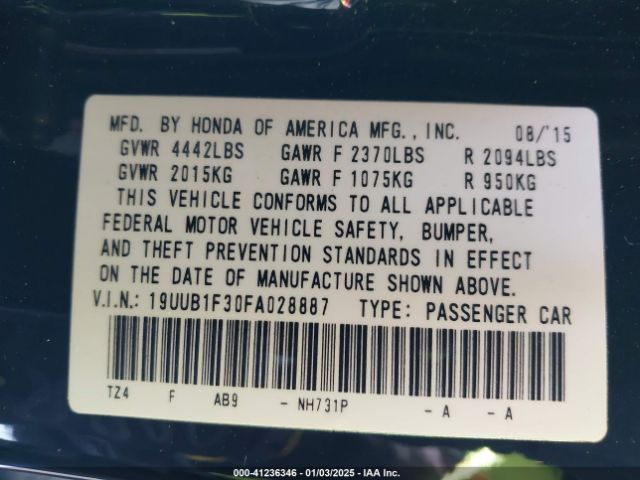 MFD. BY HONDA OF AMERICA MFG., INC. 08/'15
GVWR 4442LBS GAWR F 2370LBS R 2094LBS
GVWR 2015KG GAWR F 1075KG R 950KG
THIS VEHICLE CONFORMS TO ALL APPLICABLE
FEDERAL MOTOR VEHICLE SAFETY, BUMPER,
AND THEFT PREVENTION STANDARDS IN EFFECT
ON THE DATE OF MANUFACTURE SHOWN ABOVE.
V.I.N.: 19UUB1F30FA028887 TYPE: PASSENGER CAR
TZ4 F AB9 - NH731P - A - A
000-41236346 | 01/03/2025 | IAA Inc.